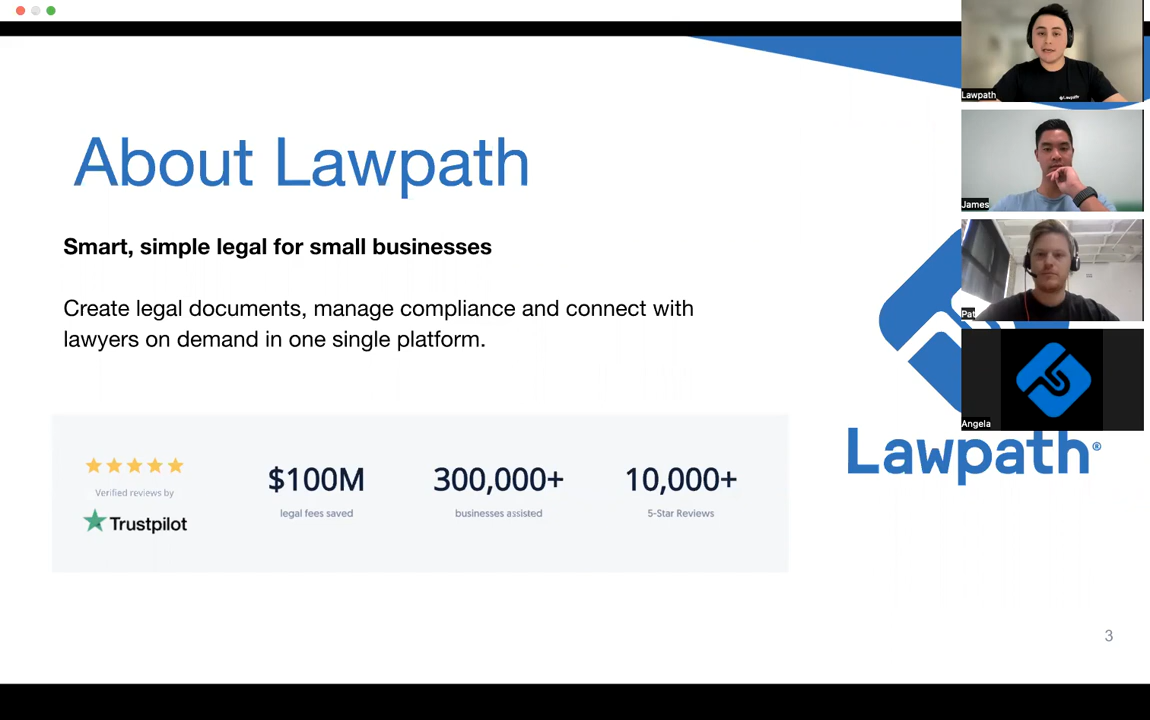 About Lawpath
Smart, simple legal for small businesses
Create legal documents, manage compliance and connect with
lawyers on demand in one single platform.
Verified reviews by
Trustpilot
$100M
legal fees saved
300,000+
businesses assisted
10,000+
5-Star Reviews
Lawpath®
3
Lawpath
Lawpath
James
Pat
Angela